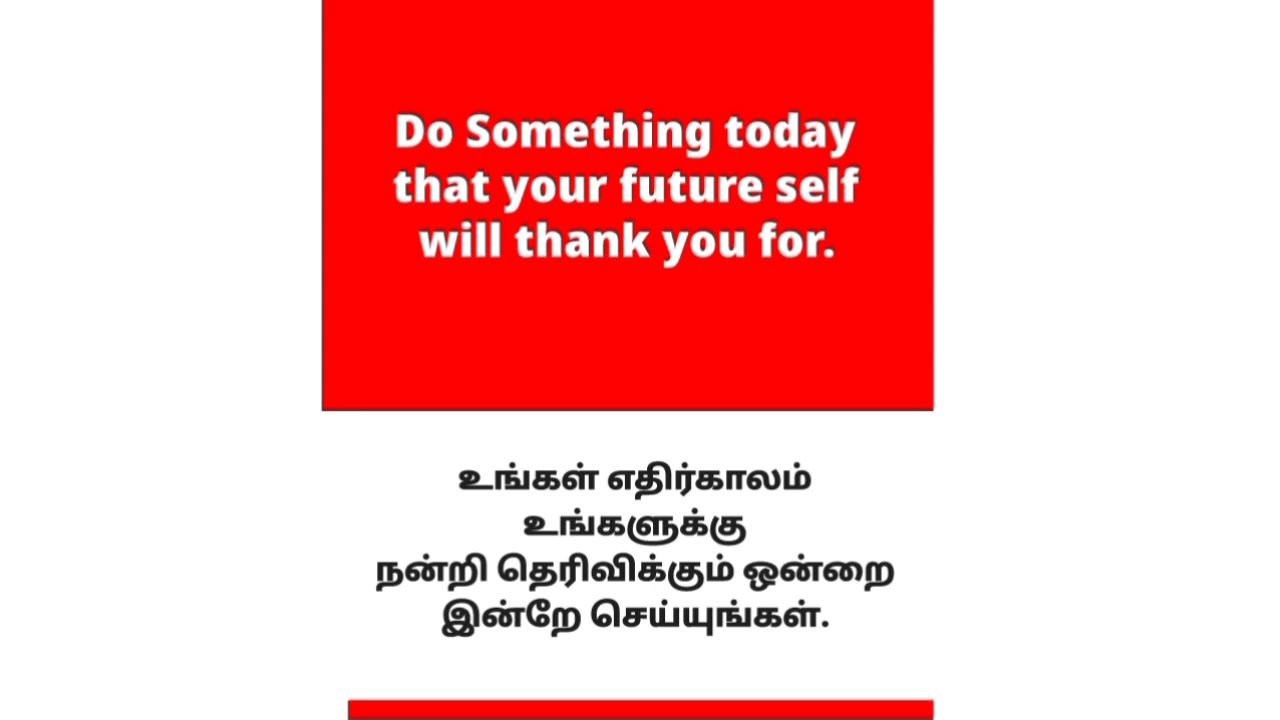 Do Something today
that your future self
will thank you for.
உங்கள் எதிர்காலம்
உங்களுக்கு
நன்றி தெரிவிக்கும் ஒன்றை
இன்றே செய்யுங்கள்.